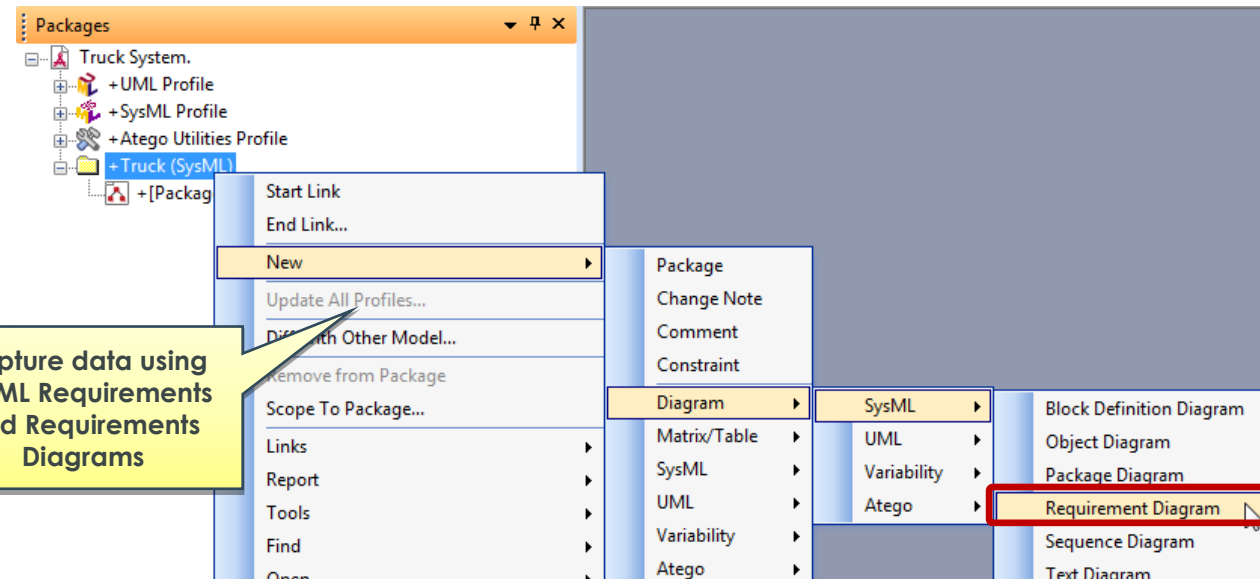 Packages
Truck System.
+UML Profile
+SysML Profile
+Atego Utilities Profile
+Truck (SysML)
+[Packag
Start Link
End Link...
New
Update All Profiles...
Diff With Other Model...
Remove from Package
Scope To Package...
Links
Report
Tools
Find
Open
Package
Change Note
Comment
Constraint
Diagram
Matrix/Table
SysML
UML
Variability
Atego
SysML
UML
Variability
Atego
Block Definition Diagram
Object Diagram
Package Diagram
Requirement Diagram
Sequence Diagram
Text Diagram
pture data using
ML Requirements
d Requirements
Diagrams